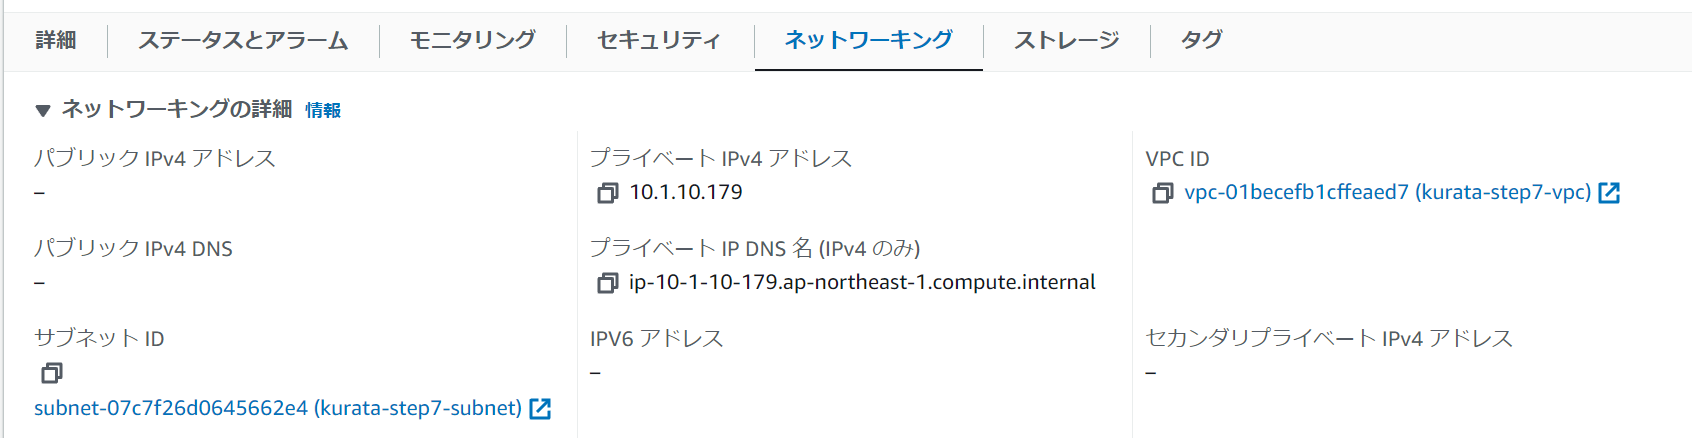 詳細 ステータスとアラーム モニタリング セキュリティ ネットワーキング ストレージ タグ
ネットワーキングの詳細 情報
パブリック IPv4 アドレス
–
プライベート IPv4 アドレス
10.1.10.179
VPC ID
vpc-01becefb1cffeaed7 (kurata-step7-vpc)
パブリック IPv4 DNS
–
プライベート IP DNS 名 (IPv4 のみ)
ip-10-1-10-179.ap-northeast-1.compute.internal
サブネット ID
subnet-07c7f26d0645662e4 (kurata-step7-subnet)
IPV6 アドレス
–
セカンダリプライベート IPv4 アドレス
–